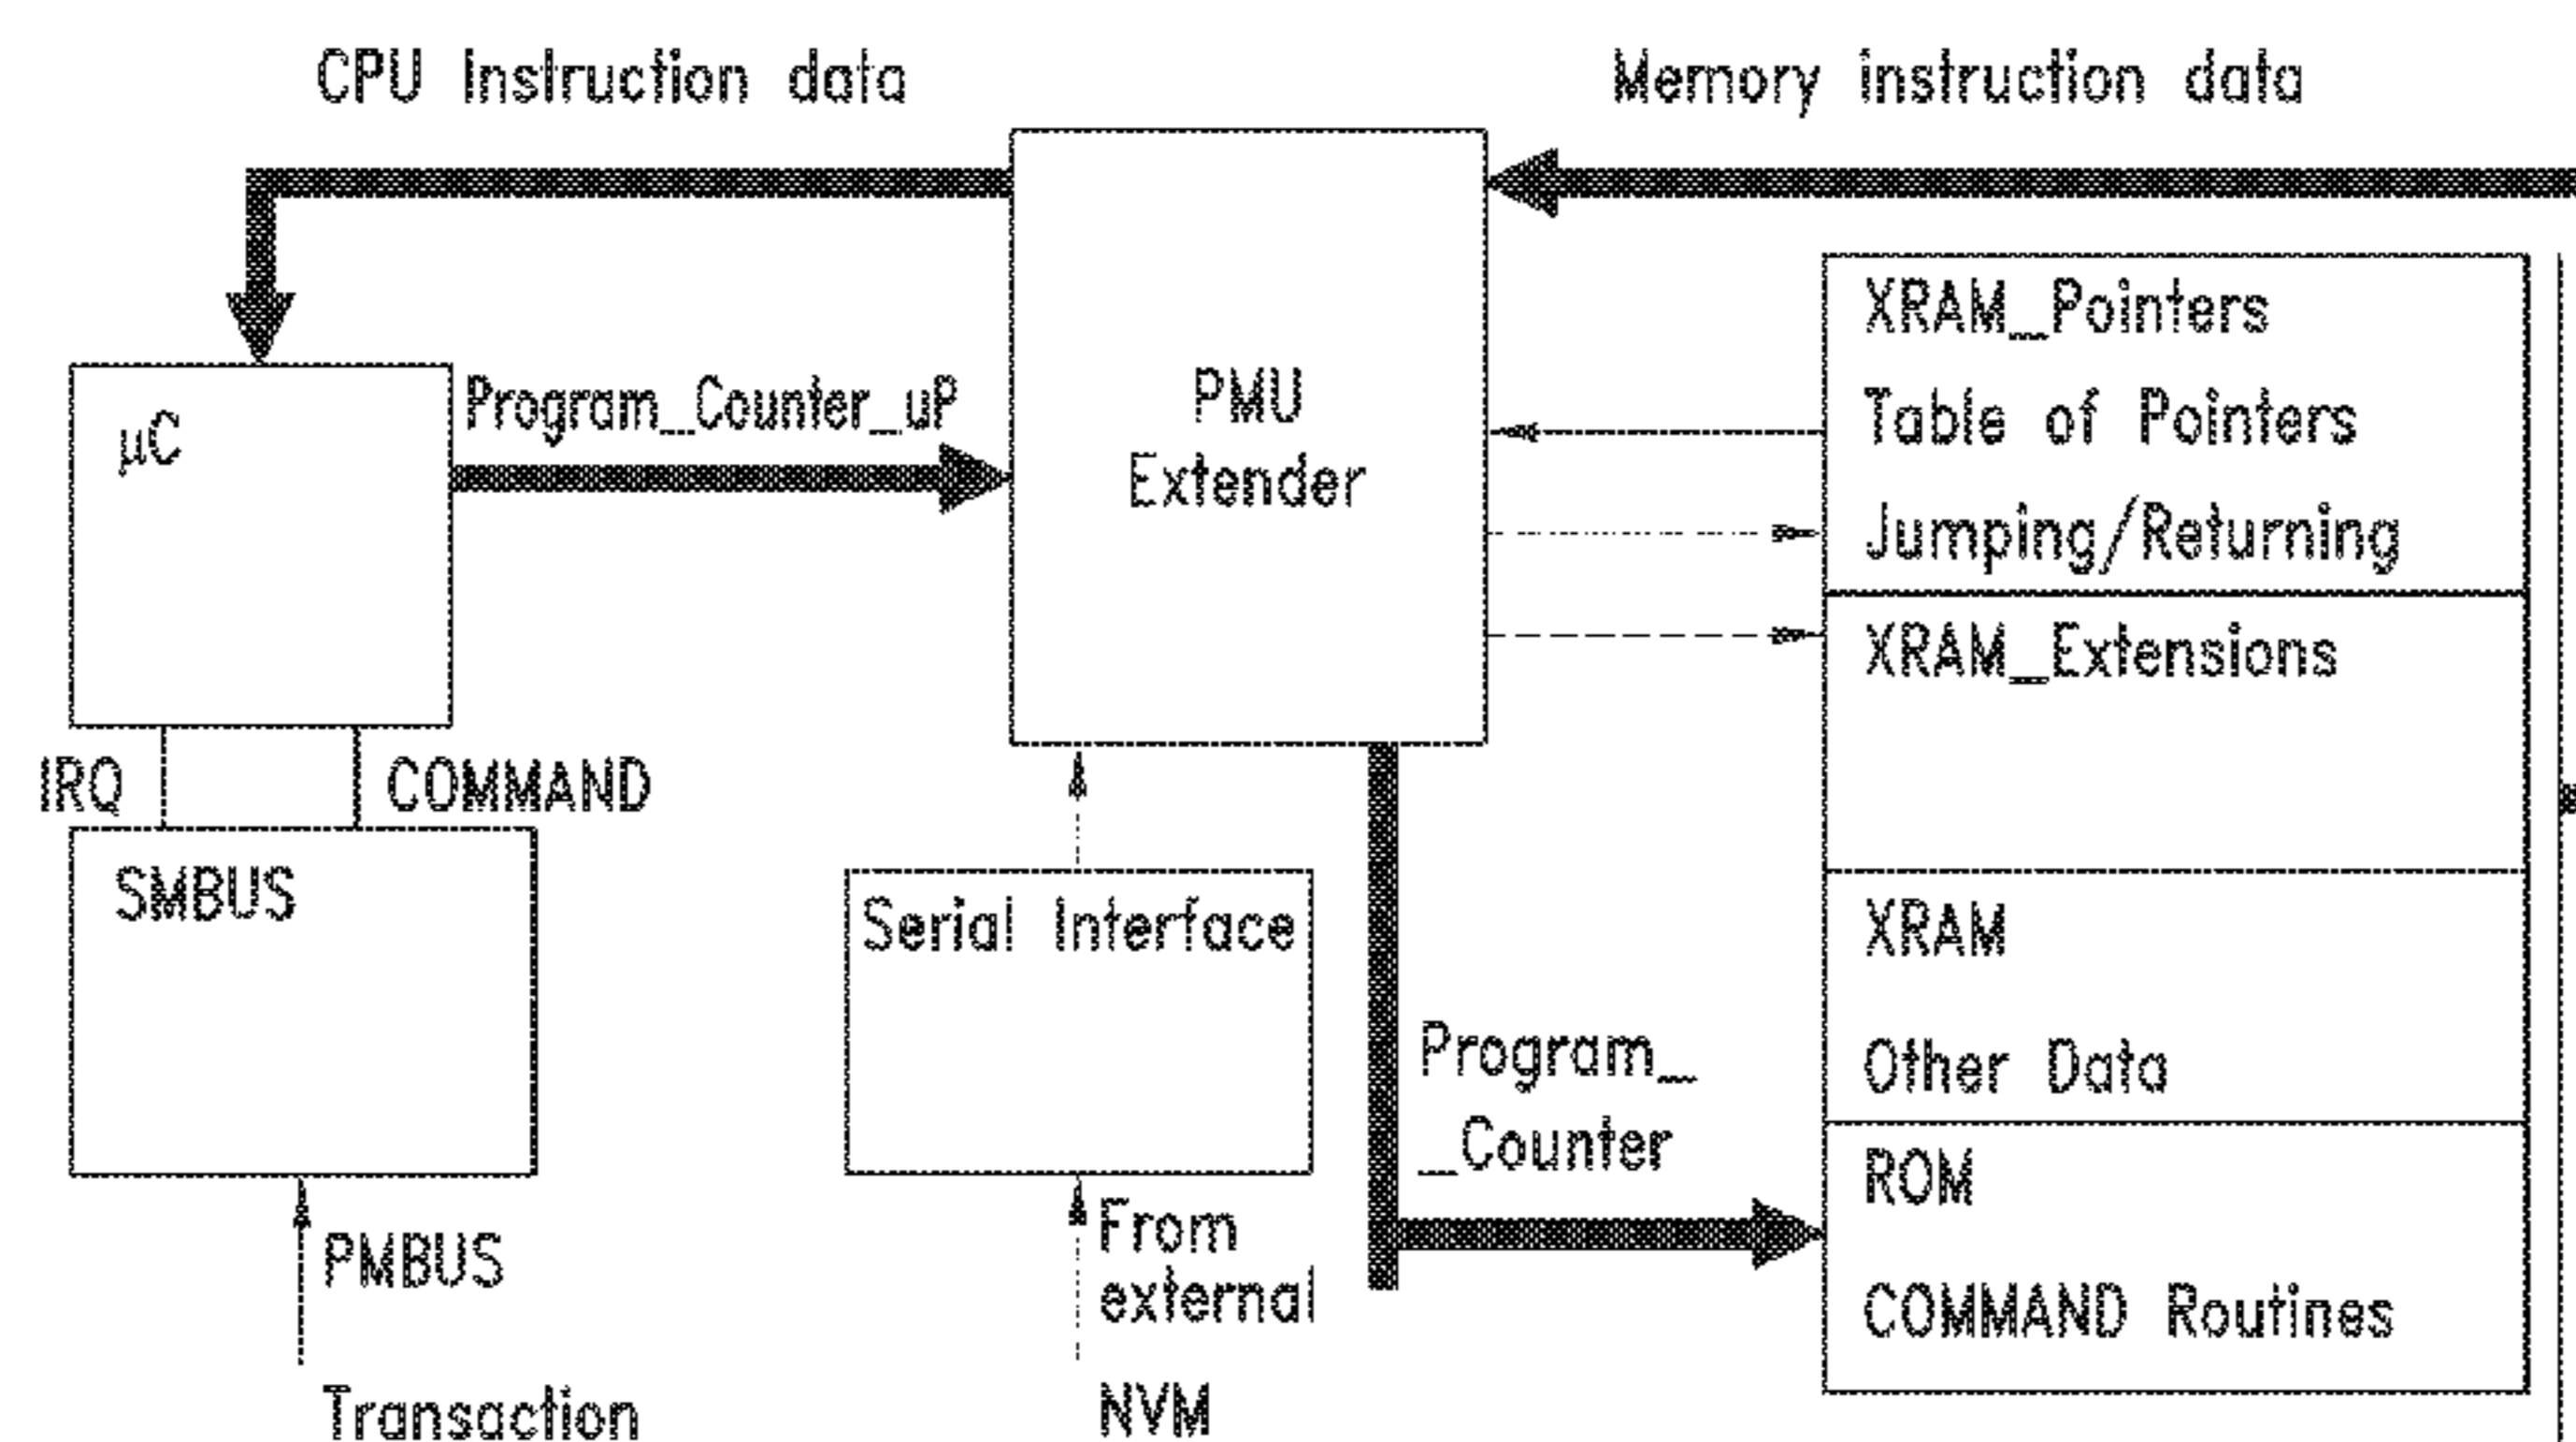 CPU Instruction data
Memory instruction data
µC
Program_Counter_uP
PMU
Extender
XRAM_Pointers
Table of Pointers
Jumping/Returning
XRAM_Extensions
IRQ
COMMAND
SMBUS
Serial Interface
XRAM
Other Data
Program_
_Counter
ROM
COMMAND Routines
PMBUS
Transaction
From
external
NVM